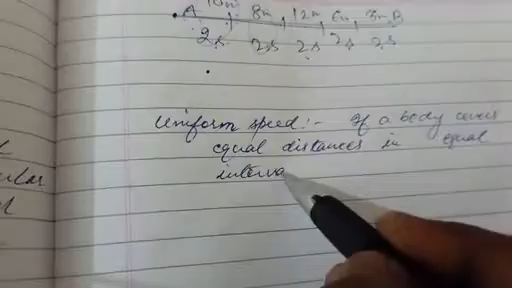 A 10m 8m 12m 6m 3m B
2s 2s 2s 2s 2s
Uniform speed :- If a body covers
equal distances in equal
interva